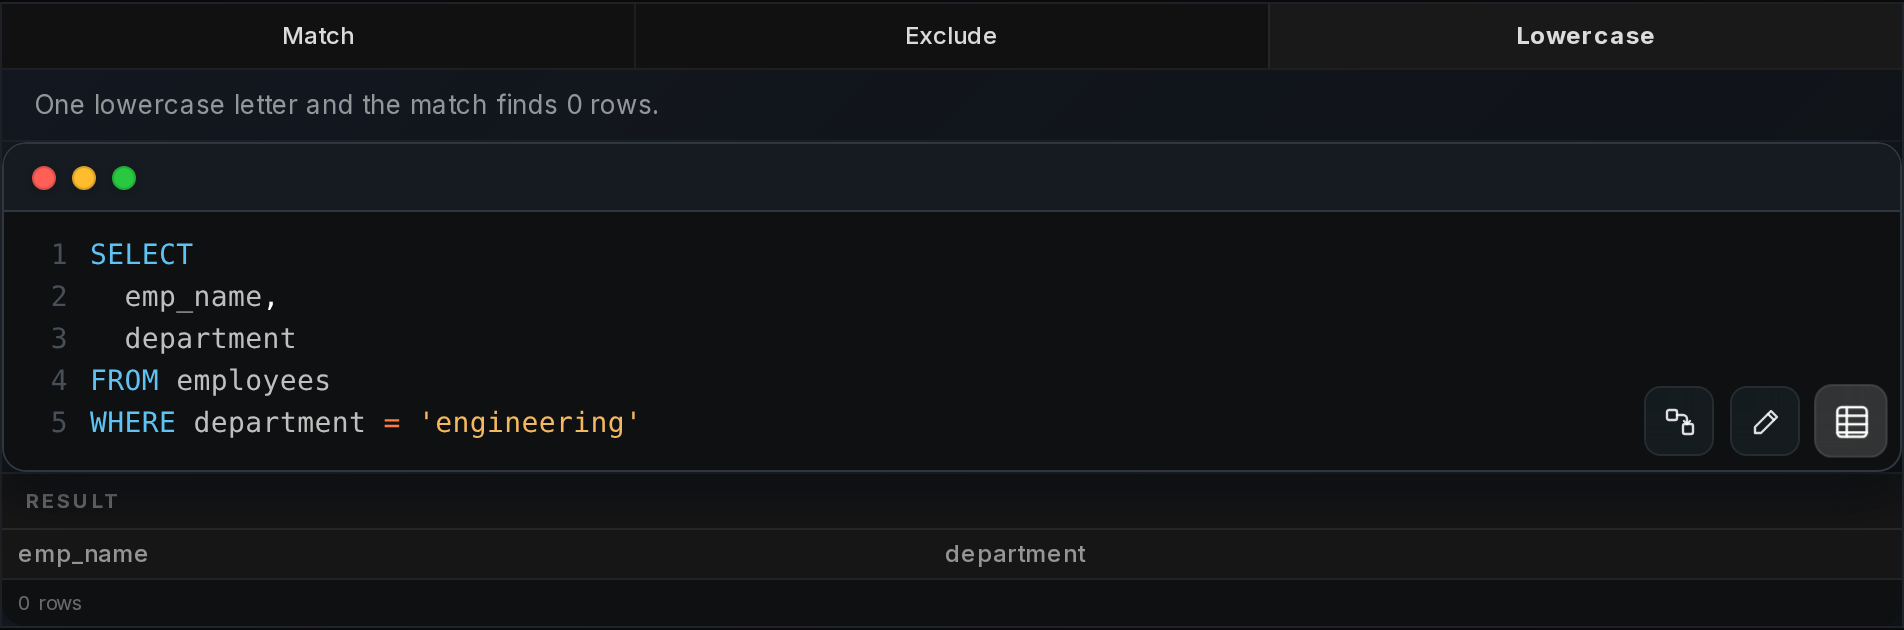 Match Exclude Lowercase
One lowercase letter and the match finds 0 rows.
1 SELECT
2   emp_name,
3   department
4 FROM employees
5 WHERE department = 'engineering'
RESULT
emp_name department
0 rows